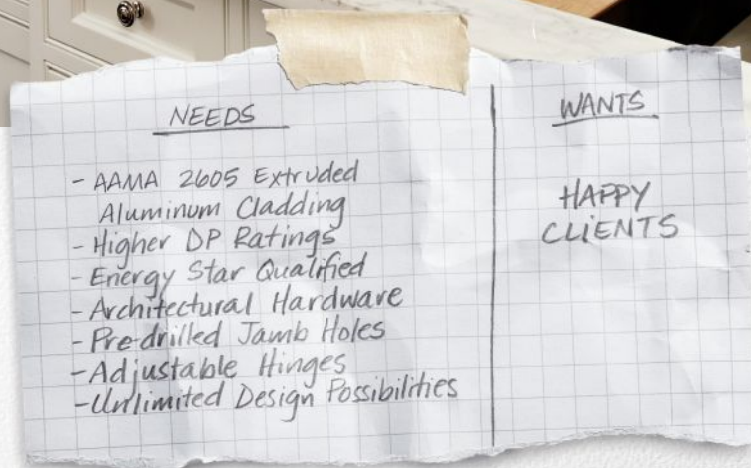 NEEDS
- AAMA 2605 Extruded
Aluminum Cladding
- Higher DP Ratings
- Energy Star Qualified
- Architectural Hardware
- Pre-drilled Jamb Holes
- Adjustable Hinges
- Unlimited Design Possibilities
WANTS
HAPPY
CLiENTS